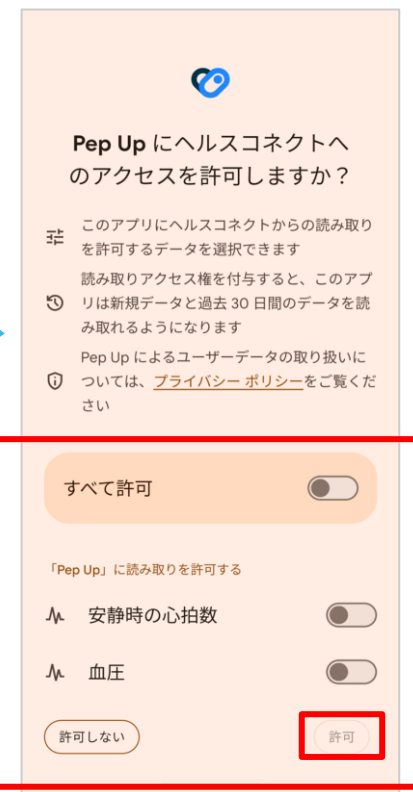 Pep Up にヘルスコネクトへ
のアクセスを許可しますか？
このアプリにヘルスコネクトからの読み取り
を許可するデータを選択できます
読み取りアクセス権を付与すると、このアプ
リは新規データと過去 30 日間のデータを読
み取れるようになります
Pep Up によるユーザーデータの取り扱いに
ついては、プライバシー ポリシーをご覧くだ
さい
すべて許可
「Pep Up」に読み取りを許可する
安静時の心拍数
血圧
許可しない
許可